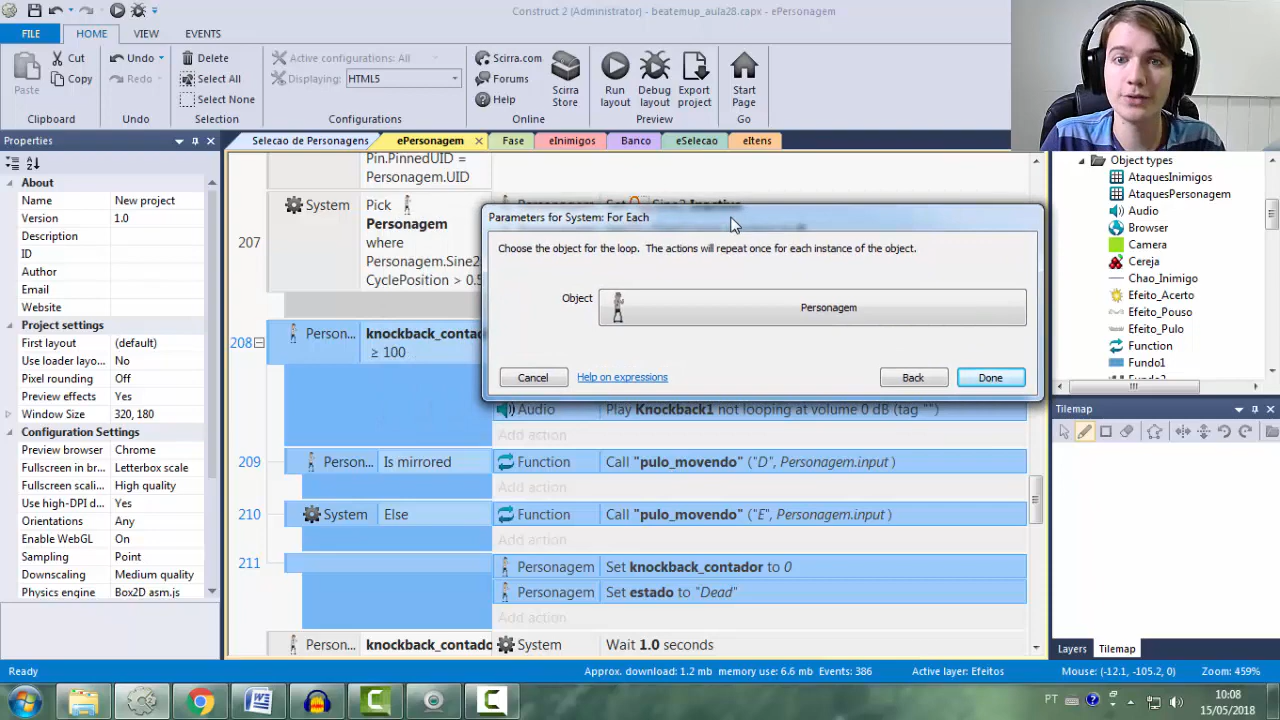 Construct 2 (Administrator) - beatemup_aula28.capx - ePersonagem
FILE HOME VIEW EVENTS
Paste
Cut
Copy
Clipboard
Undo
Redo
Undo
Delete
Select All
Select None
Selection
Active configurations: All
Displaying: HTML5
Configurations
Scirra.com
Forums
Help
Scirra Store
Online
Run layout
Debug layout
Export project
Preview
Start Page
Go
Properties
About
Name New project
Version 1.0
Description
ID
Author
Email
Website
Project settings
First layout (default)
Use loader layo... No
Pixel rounding Off
Preview effects Yes
Window Size 320, 180
Configuration Settings
Preview browser Chrome
Fullscreen in br... Letterbox scale
Fullscreen scali... High quality
Use high-DPI d... Yes
Orientations Any
Enable WebGL On
Sampling Point
Downscaling Medium quality
Physics engine Box2D asm.js
Selecao de Personagens ePersonagem Fase eInimigos Banco eSelecao eItens
Pin.PinnedUID =
Personagem.UID
207 System Pick
Personagem
where
Personagem.Sine2
CyclePosition > 0.5
Parameters for System: For Each
Choose the object for the loop. The actions will repeat once for each instance of the object.
Object Personagem
Cancel Help on expressions Back Done
208 Person... knockback_contad
≥ 100
Audio Play Knockback1 not looping at volume 0 dB (tag "")
Add action
209 Person... Is mirrored Function Call "pulo_movendo" ("D", Personagem.input )
Add action
210 System Else Function Call "pulo_movendo" ("E", Personagem.input )
Add action
211 Personagem Set knockback_contador to 0
Personagem Set estado to "Dead"
Add action
Person... knockback_contado System Wait 1.0 seconds
Object types
AtaquesInimigos
AtaquesPersonagem
Audio
Browser
Camera
Cereja
Chao_Inimigo
Efeito_Acerto
Efeito_Pouso
Efeito_Pulo
Function
Fundo1
Tilemap
Layers Tilemap
Ready Approx. download: 1.2 mb memory use: 6.6 mb Events: 386 Active layer: Efeitos Mouse: (-12.1, -105.2, 0) Zoom: 459%
PT
10:08
15/05/2018